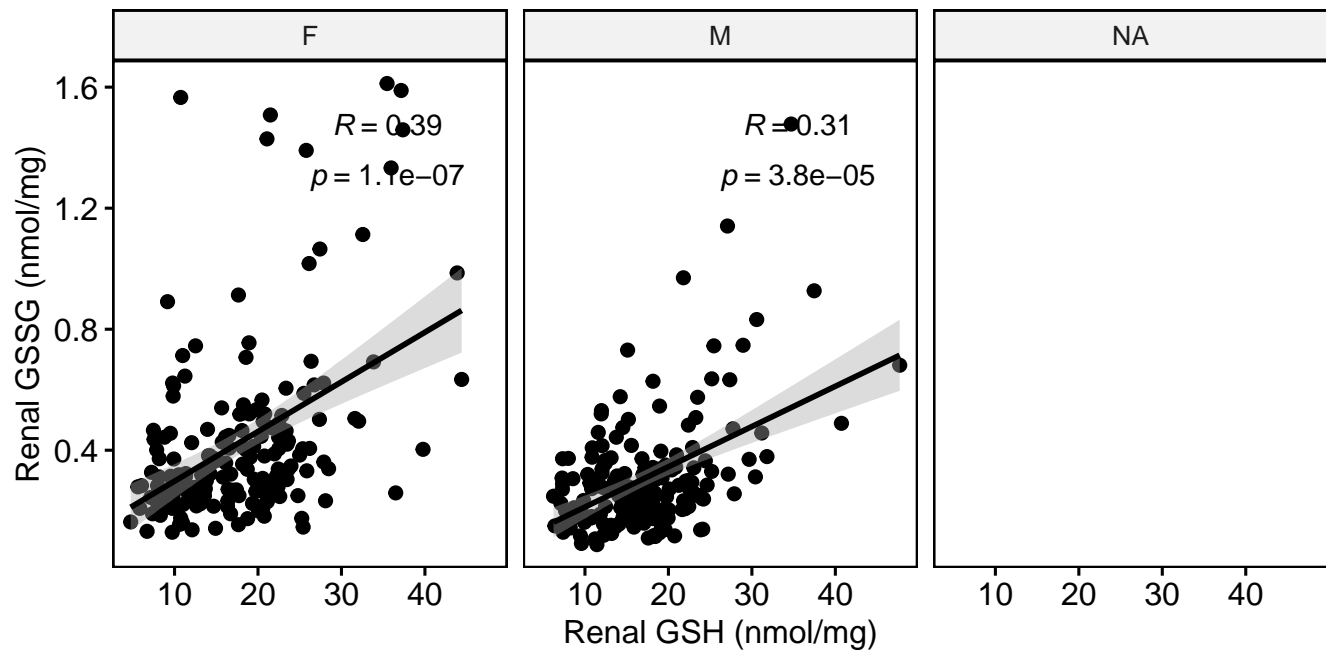 F
M
NA
Renal GSSG (nmol/mg)
1.6
1.2
0.8
0.4
R = 0.39
p = 1.1e−07
R = 0.31
p = 3.8e−05
10 20 30 40
10 20 30 40
10 20 30 40
Renal GSH (nmol/mg)